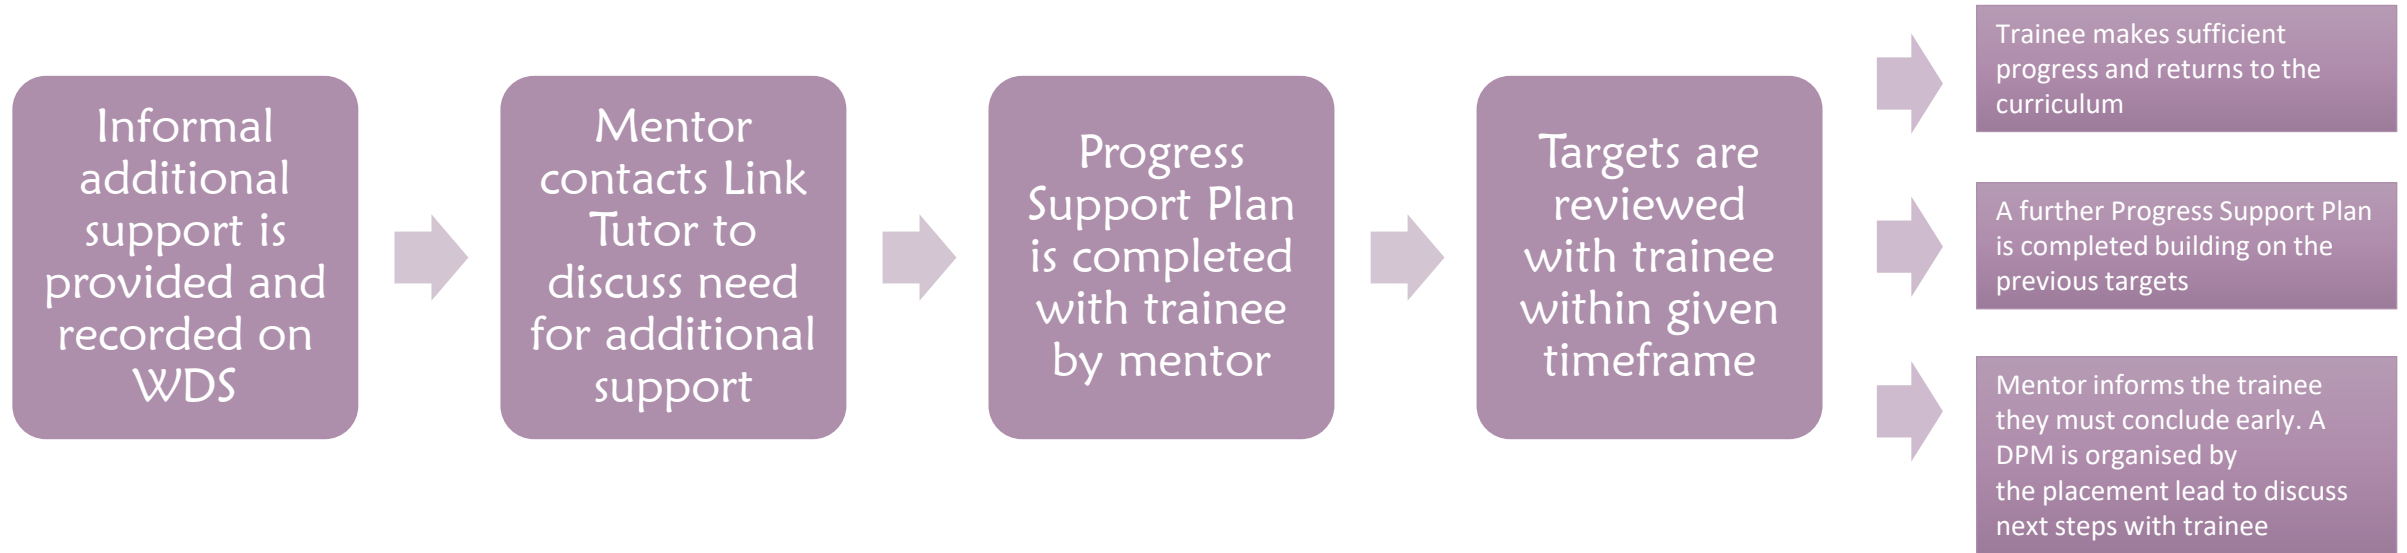 Informal
additional
support is
provided and
recorded on
WDS
Mentor
contacts Link
Tutor to
discuss need
for additional
support
Progress
Support Plan
is completed
with trainee
by mentor
Targets are
reviewed
with trainee
within given
timeframe
Trainee makes sufficient
progress and returns to the
curriculum
A further Progress Support Plan
is completed building on the
previous targets
Mentor informs the trainee
they must conclude early. A
DPM is organised by
the placement lead to discuss
next steps with trainee